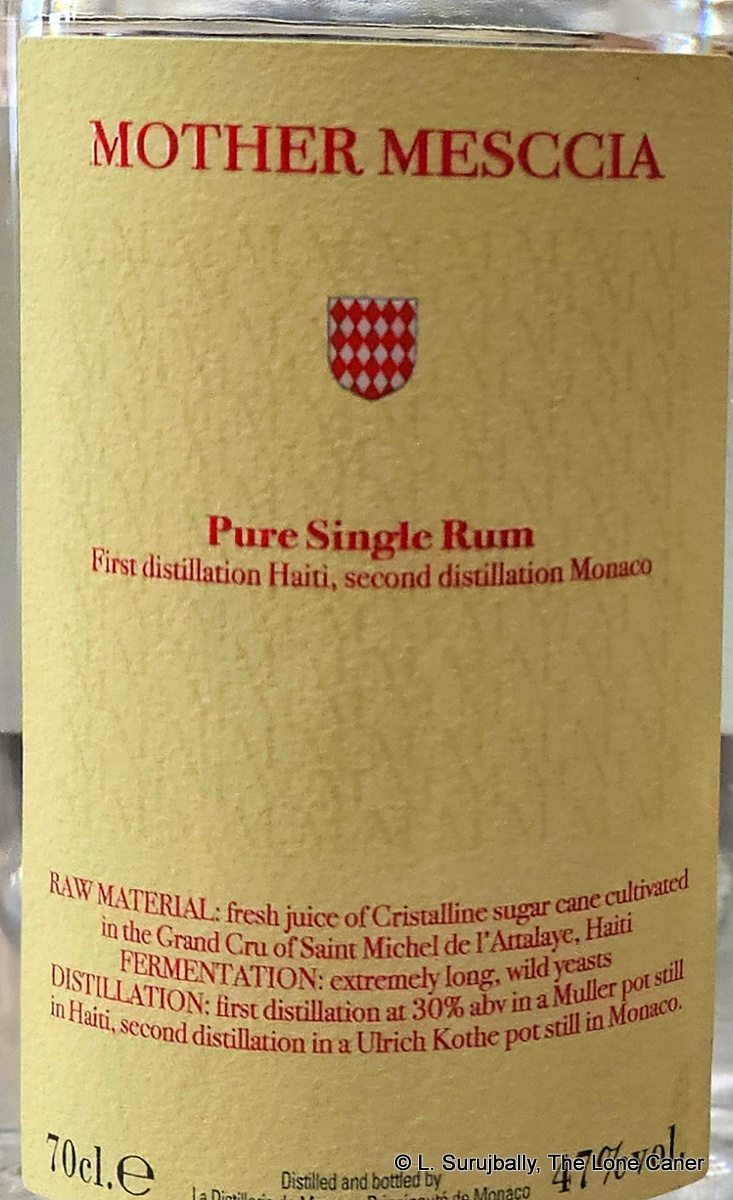 MOTHER MESCCIA
Pure Single Rum
First distillation Haiti, second distillation Monaco
RAW MATERIAL: fresh juice of Cristalline sugar cane cultivated
in the Grand Cru of Saint Michel de l'Attalaye, Haiti
FERMENTATION: extremely long, wild yeasts
DISTILLATION: first distillation at 30% abv in a Muller pot still
in Haiti, second distillation in a Ulrich Kothe pot still in Monaco.
70cl.e
Distilled and bottled by
47%vol.
de Monaco
© L. Surujbally, The Lone Caner